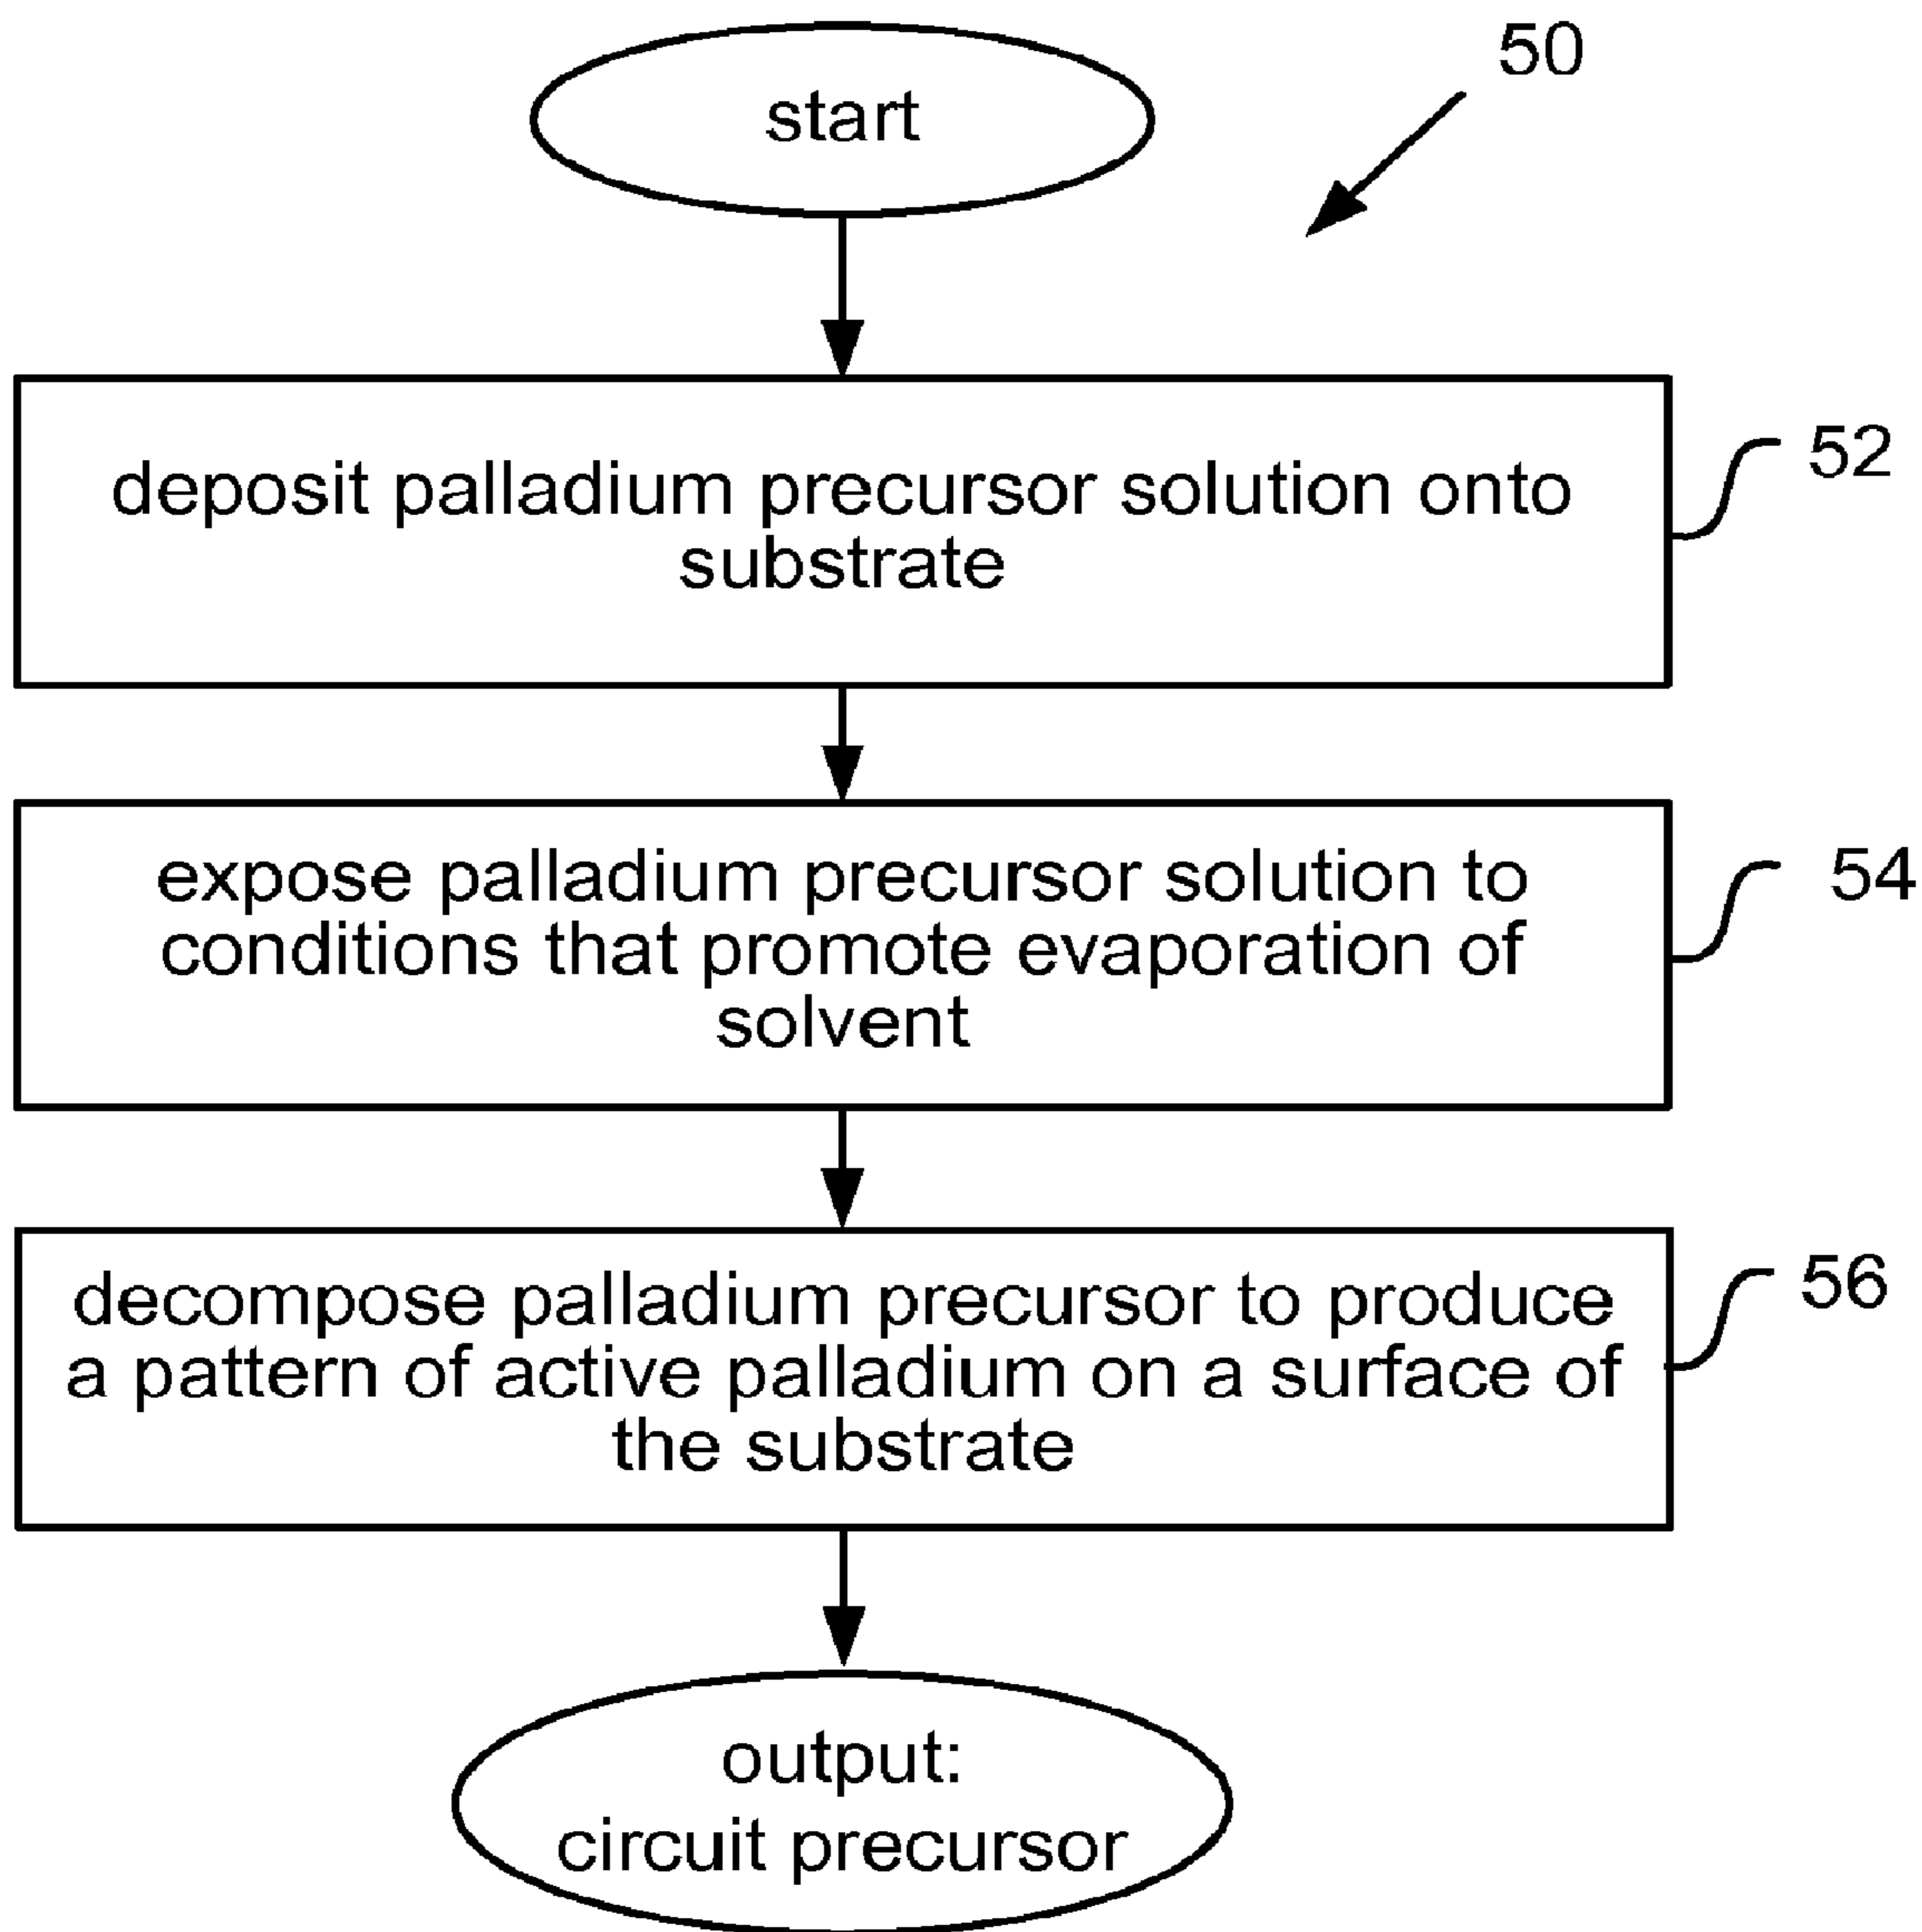 50
start
deposit palladium precursor solution onto
substrate
52
expose palladium precursor solution to
conditions that promote evaporation of
solvent
54
decompose palladium precursor to produce
a pattern of active palladium on a surface of
the substrate
56
output:
circuit precursor